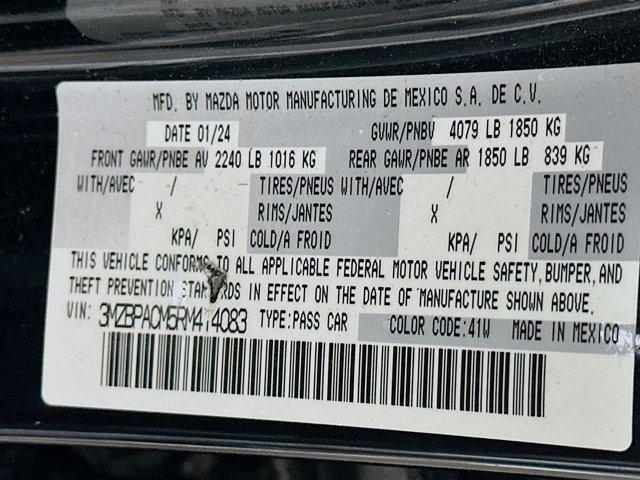 MFD. BY MAZDA MOTOR MANUFACTURING DE MEXICO S.A. DE C.V.
DATE 01/24 GVWR/PNBV 4079 LB 1850 KG
FRONT GAWR/PNBE AV 2240 LB 1016 KG REAR GAWR/PNBE AR 1850 LB 839 KG
WITH/AVEC / TIRES/PNEUS WITH/AVEC / TIRES/PNEUS
X RIMS/JANTES X RIMS/JANTES
KPA/ PSI COLD/A FROID KPA/ PSI COLD/A FROID
THIS VEHICLE CONFORMS TO ALL APPLICABLE FEDERAL MOTOR VEHICLE SAFETY, BUMPER, AND
THEFT PREVENTION STANDARDS IN EFFECT ON THE DATE OF MANUFACTURE SHOWN ABOVE.
VIN: 3MZBPACM5RM414083 TYPE:PASS CAR COLOR CODE:41W MADE IN MEXICO